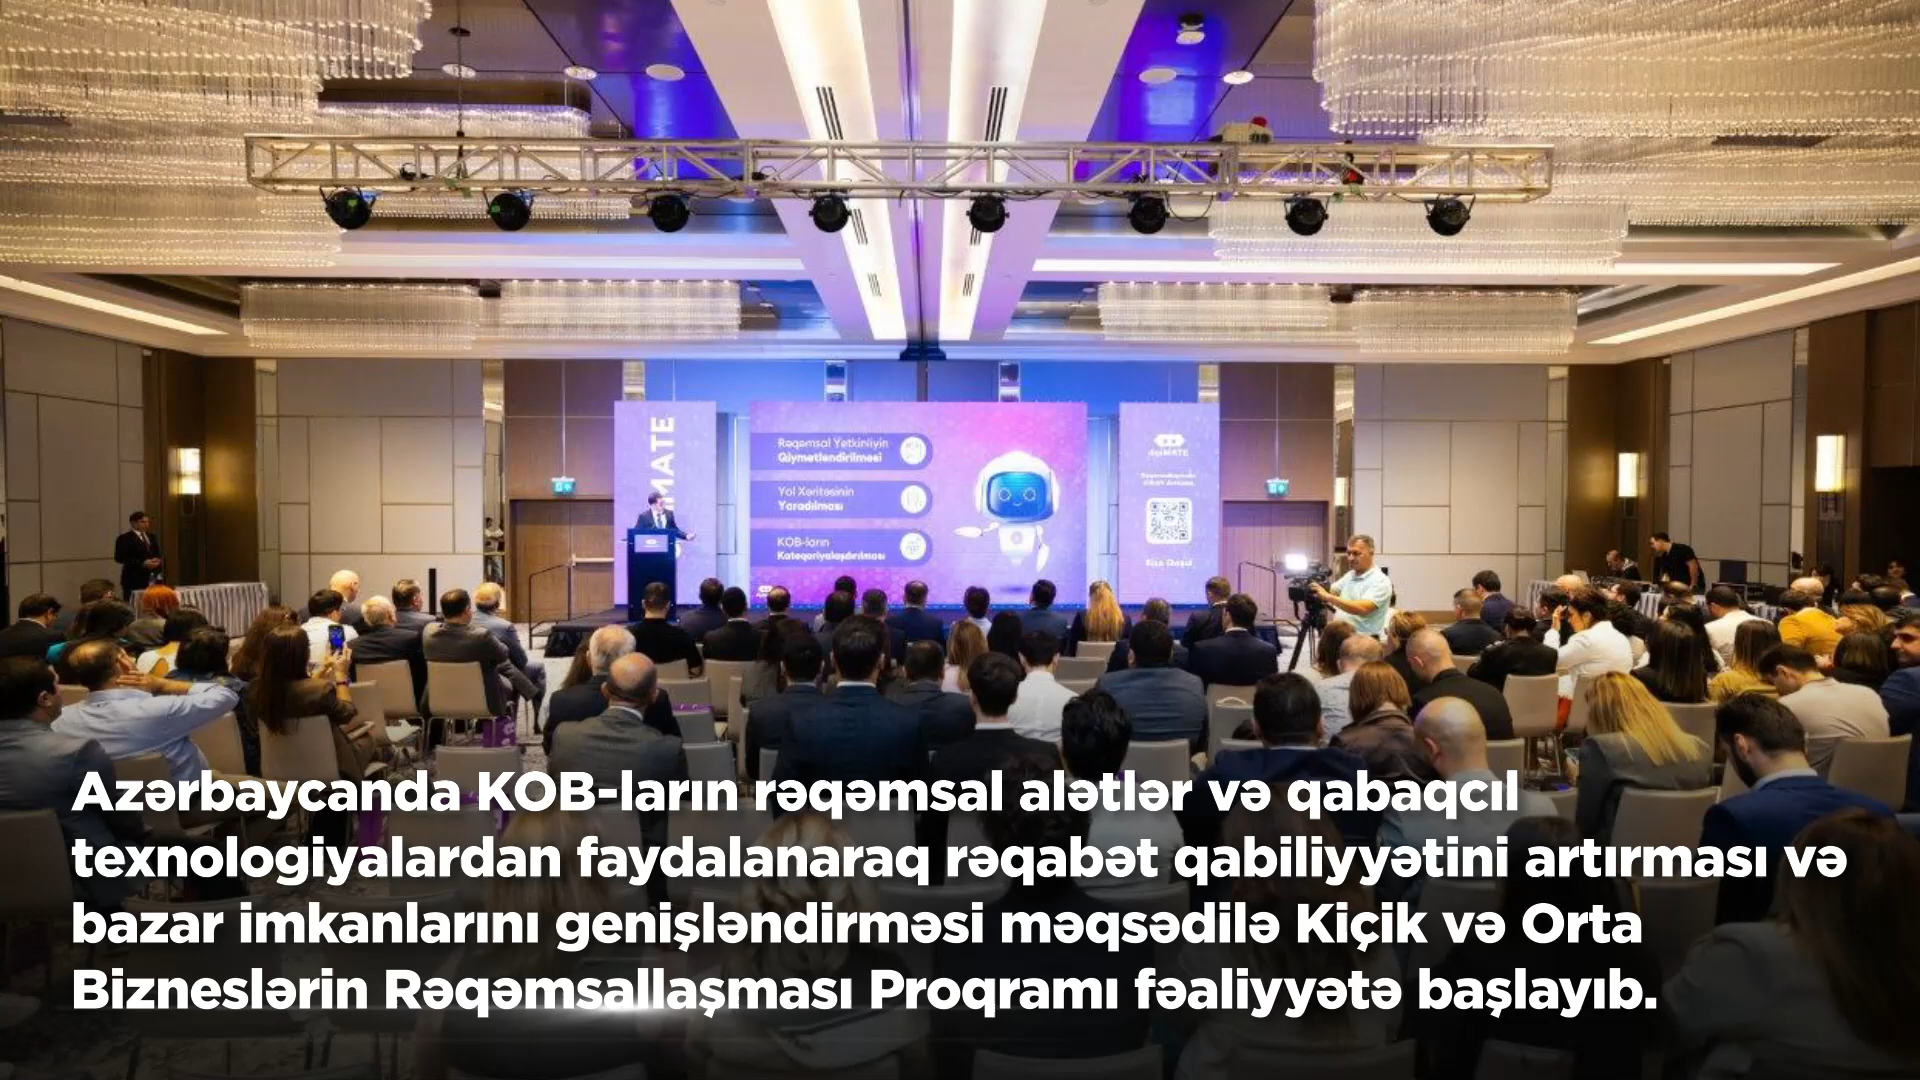 MATE
Rəqəmsal Yetkinliyin
Qiymətləndirilməsi
Yol Xəritəsinin
Yaradılması
KOB-ların
Kateqoriyalaşdırılması
Azərbaycanda KOB-ların rəqəmsal alətlər və qabaqcıl
texnologiyalardan faydalanaraq rəqabət qabiliyyətini artırması və
bazar imkanlarını genişləndirməsi məqsədilə Kiçik və Orta
Bizneslərin Rəqəmsallaşması Proqramı fəaliyyətə başlayıb.